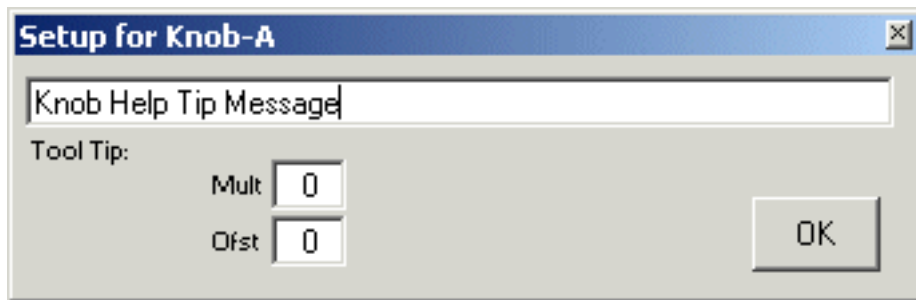 Setup for Knob-A
Knob Help Tip Message
Tool Tip:
Mult 0
Ofst 0
OK